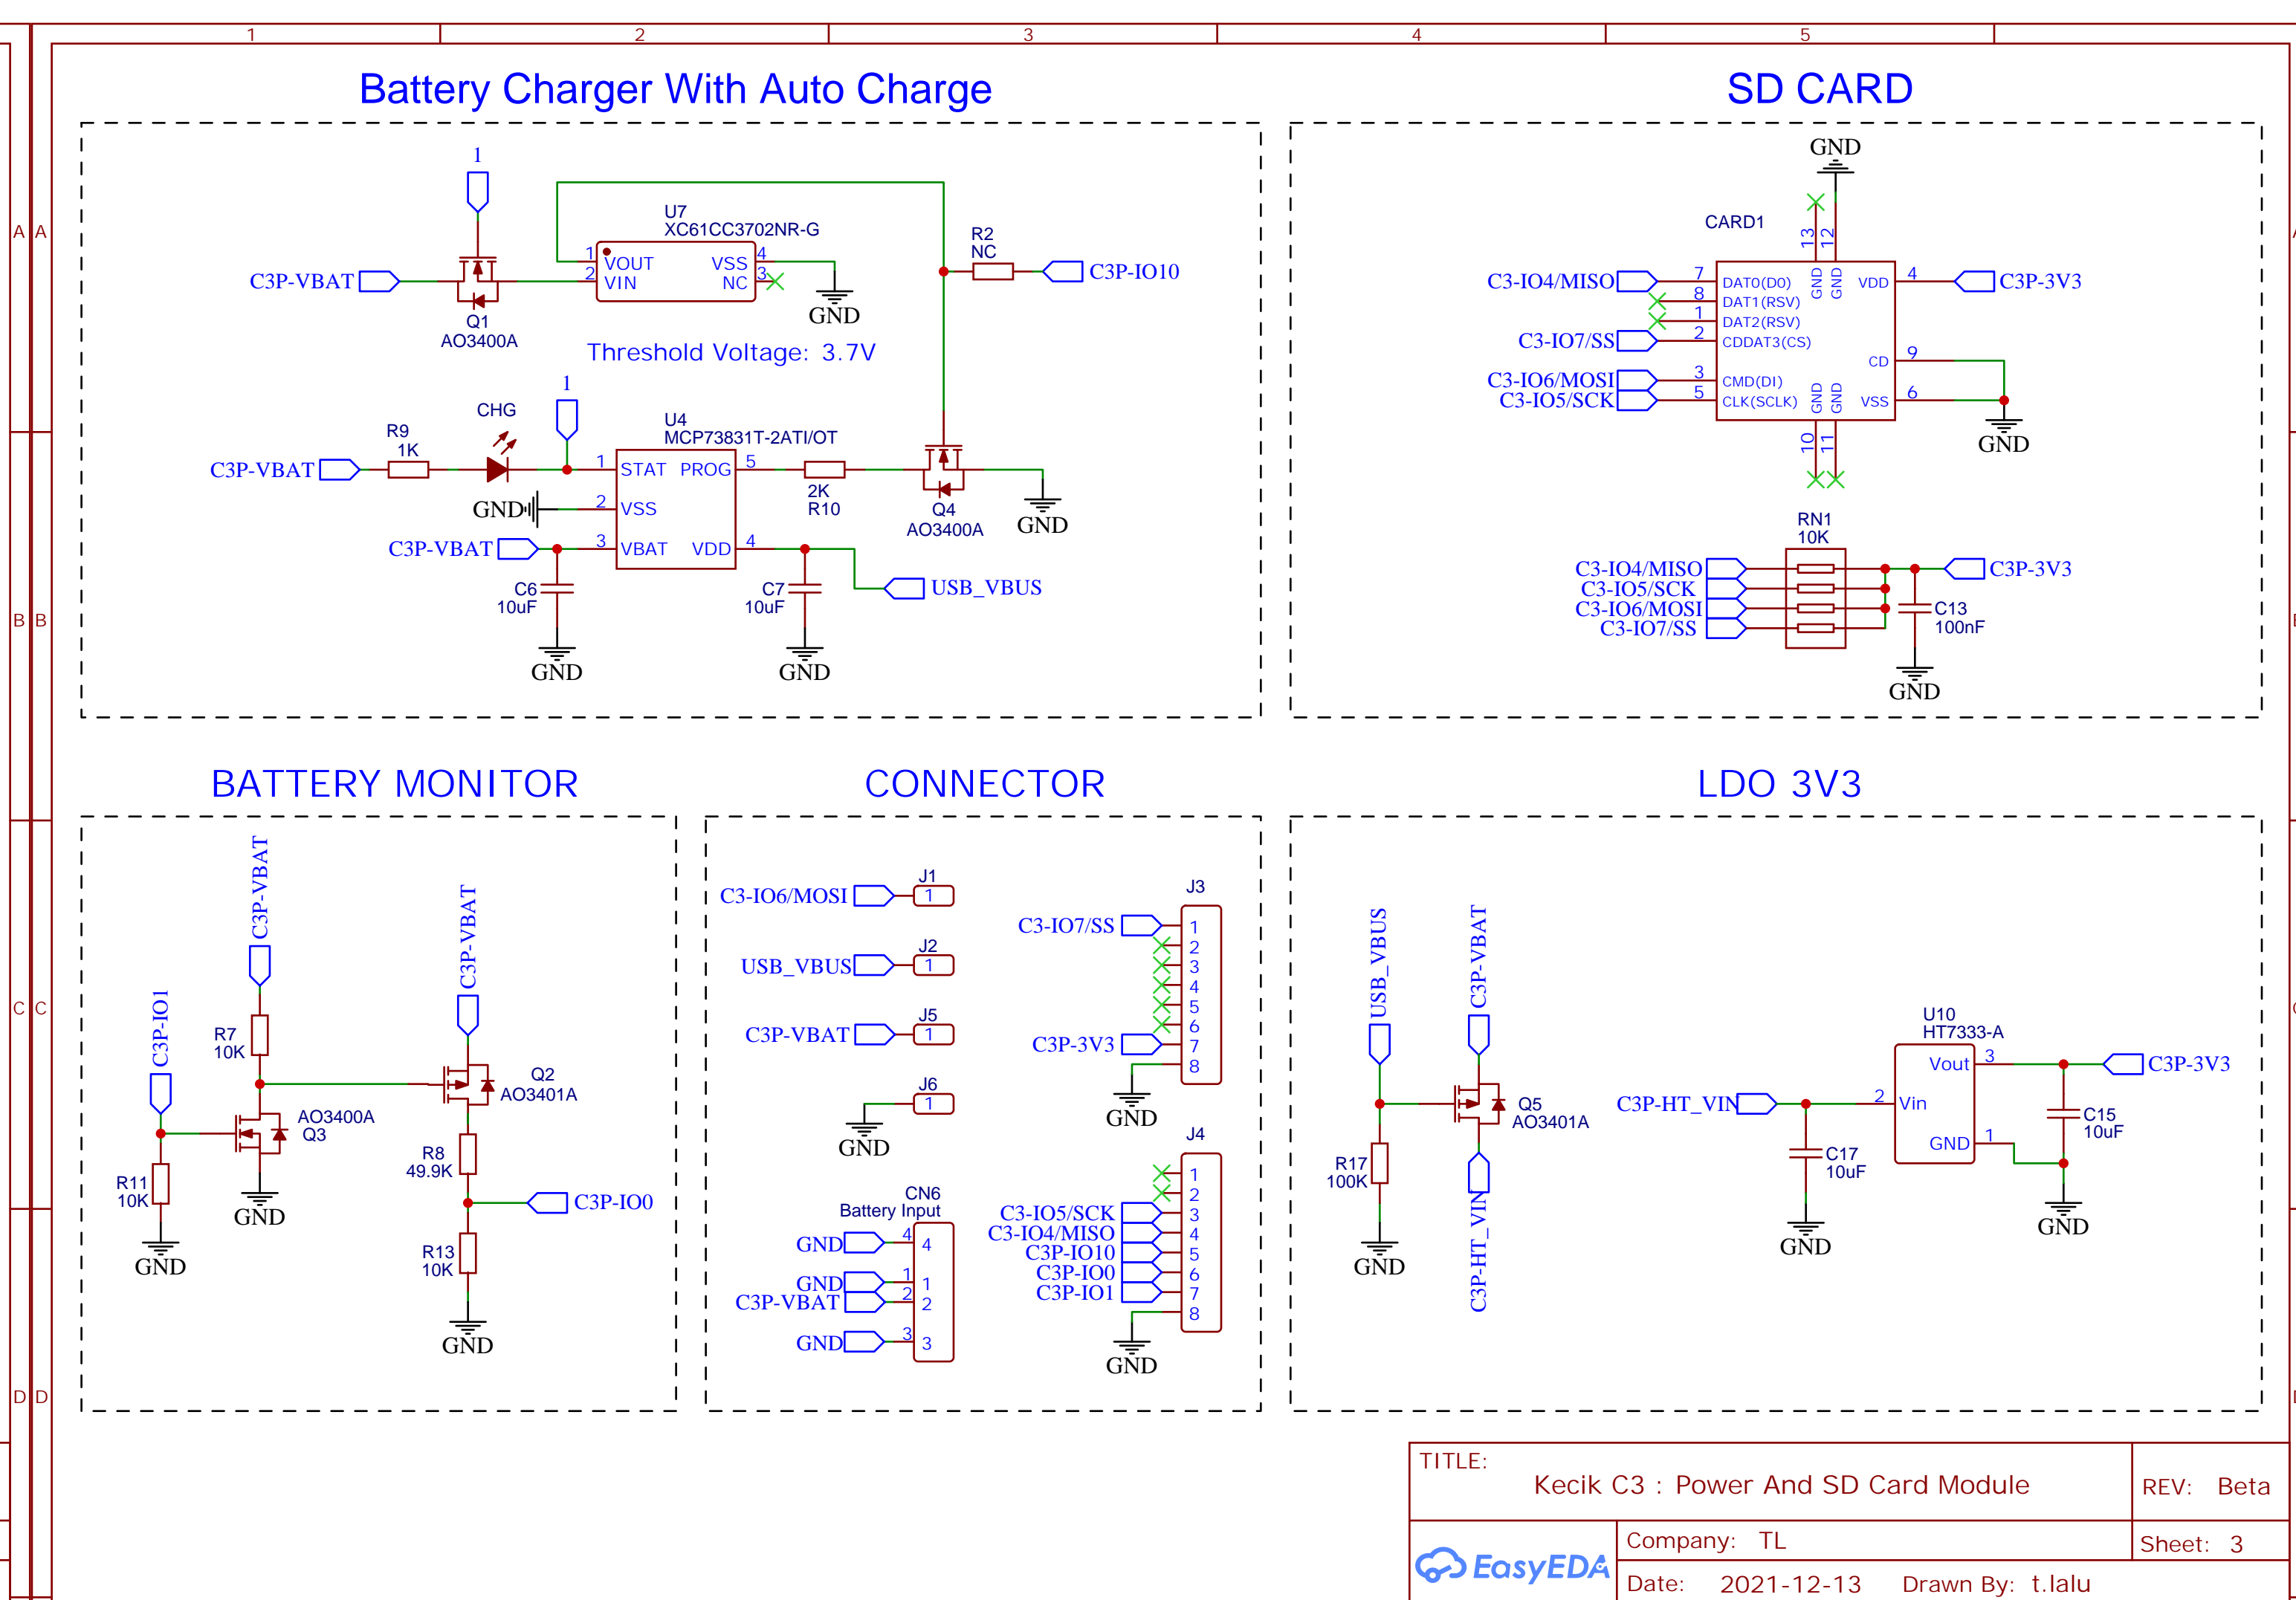 1 2 3 4 5
Battery Charger With Auto Charge
1
C3P-VBAT
Q1
AO3400A
U7
XC61CC3702NR-G
1 VOUT VSS 4
2 VIN NC 3
GND
R2
NC
C3P-IO10
Threshold Voltage: 3.7V
1
CHG
R9
1K
C3P-VBAT
U4
MCP73831T-2ATI/OT
1 STAT PROG 5
GND 2 VSS
C3P-VBAT 3 VBAT VDD 4
2K
R10
Q4
AO3400A
GND
C6
10uF
GND
C7
10uF
GND
USB_VBUS
SD CARD
GND
CARD1
13 12
GND GND
C3-IO4/MISO 7 DAT0(D0) VDD 4 C3P-3V3
8 DAT1(RSV)
1 DAT2(RSV)
C3-IO7/SS 2 CDDAT3(CS)
CD 9
C3-IO6/MOSI 3 CMD(DI)
C3-IO5/SCK 5 CLK(SCLK) VSS 6
GND GND
10 11
GND
RN1
10K
C3-IO4/MISO C3P-3V3
C3-IO5/SCK
C3-IO6/MOSI
C3-IO7/SS
C13
100nF
GND
BATTERY MONITOR
C3P-VBAT
C3P-VBAT
C3P-IO1
R7
10K
Q2
AO3401A
AO3400A
Q3
R8
49.9K
R11
10K
GND
GND
C3P-IO0
R13
10K
GND
CONNECTOR
J1
C3-IO6/MOSI 1
J2
USB_VBUS 1
J5
C3P-VBAT 1
J6
1
GND
CN6
Battery Input
GND 4 4
GND 1 1
C3P-VBAT 2 2
GND 3 3
J3
C3-IO7/SS 1
2
3
4
5
6
C3P-3V3 7
8
GND
J4
1
2
C3-IO5/SCK 3
C3-IO4/MISO 4
C3P-IO10 5
C3P-IO0 6
C3P-IO1 7
8
GND
LDO 3V3
USB_VBUS
C3P-VBAT
Q5
AO3401A
R17
100K
GND
C3P-HT_VIN
U10
HT7333-A
Vout 3 C3P-3V3
C3P-HT_VIN 2 Vin
GND 1
C17
10uF
GND
C15
10uF
GND
A A
B B
C C
D D
TITLE:
Kecik C3 : Power And SD Card Module
REV: Beta
EasyEDA
Company: TL
Sheet: 3
Date: 2021-12-13 Drawn By: t.lalu